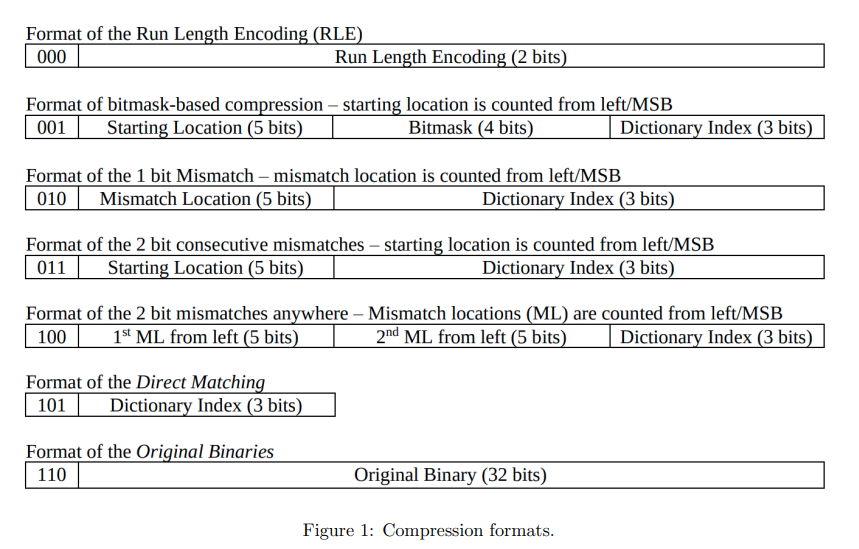 Format of the Run Length Encoding (RLE)
000 Run Length Encoding (2 bits)
Format of bitmask-based compression – starting location is counted from left/MSB
001 Starting Location (5 bits) Bitmask (4 bits) Dictionary Index (3 bits)
Format of the 1 bit Mismatch – mismatch location is counted from left/MSB
010 Mismatch Location (5 bits) Dictionary Index (3 bits)
Format of the 2 bit consecutive mismatches – starting location is counted from left/MSB
011 Starting Location (5 bits) Dictionary Index (3 bits)
Format of the 2 bit mismatches anywhere – Mismatch locations (ML) are counted from left/MSB
100 1st ML from left (5 bits) 2nd ML from left (5 bits) Dictionary Index (3 bits)
Format of the Direct Matching
101 Dictionary Index (3 bits)
Format of the Original Binaries
110 Original Binary (32 bits)
Figure 1: Compression formats.